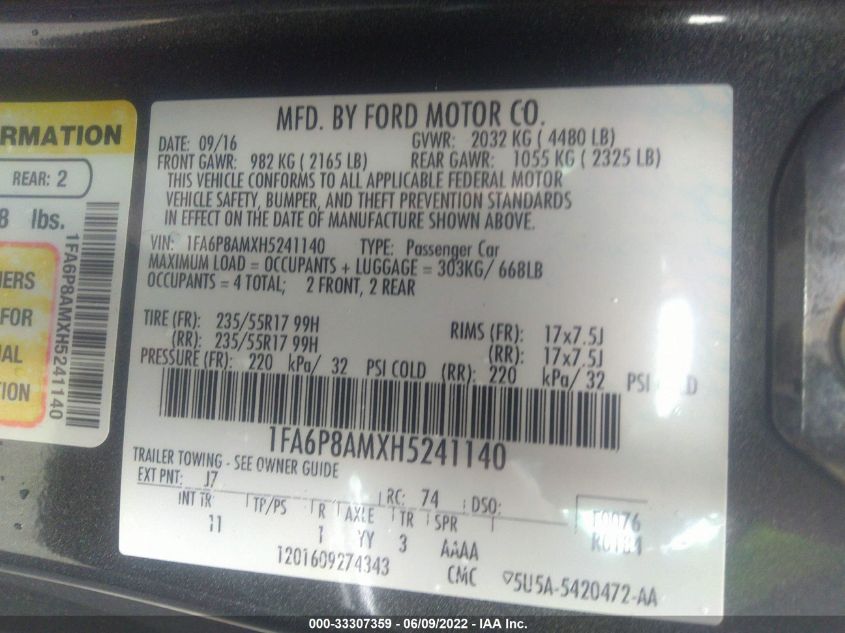 RMATION
REAR: 2
8 lbs.
1FA6P8AMXH5241140
ERS
FOR
AL
TION
MFD. BY FORD MOTOR CO.
DATE: 09/16 GVWR: 2032 KG ( 4480 LB)
FRONT GAWR: 982 KG ( 2165 LB) REAR GAWR: 1055 KG ( 2325 LB)
THIS VEHICLE CONFORMS TO ALL APPLICABLE FEDERAL MOTOR
VEHICLE SAFETY, BUMPER, AND THEFT PREVENTION STANDARDS
IN EFFECT ON THE DATE OF MANUFACTURE SHOWN ABOVE.
VIN: 1FA6P8AMXH5241140 TYPE: Passenger Car
MAXIMUM LOAD = OCCUPANTS + LUGGAGE = 303KG/ 668LB
OCCUPANTS = 4 TOTAL; 2 FRONT, 2 REAR
TIRE (FR): 235/55R17 99H RIMS (FR): 17x7.5J
(RR): 235/55R17 99H (RR): 17x7.5J
PRESSURE (FR): 220 kPa/ 32 PSI COLD (RR): 220 kPa/ 32 PSI COLD
1FA6P8AMXH5241140
TRAILER TOWING - SEE OWNER GUIDE
EXT PNT: J7 RC: 74 DSO:
INT TR TP/PS R AXLE TR SPR
11 1 YY 3 AAAA
1201609274343 CMC 5U5A-5420472-AA
000-33307359 - 06/09/2022 - IAA Inc.